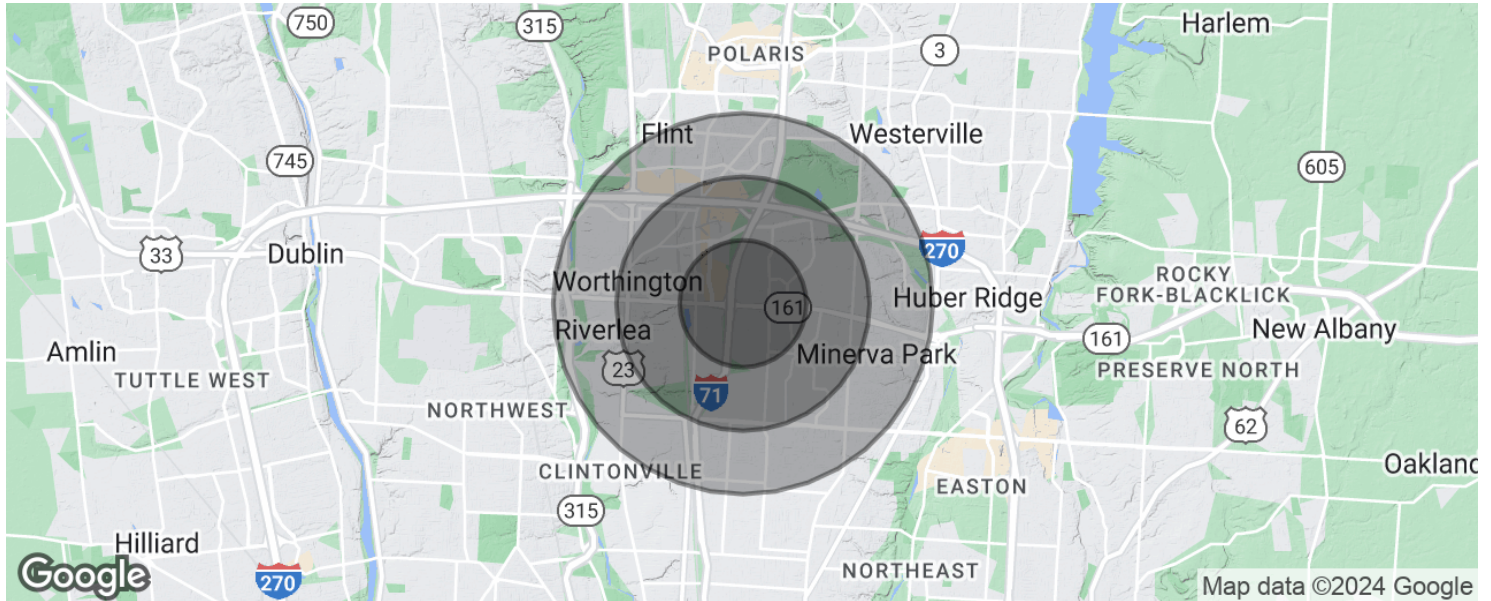 750
315
Harlem
POLARIS
3
Flint
Westerville
745
605
33
Dublin
270
Worthington
161
Huber Ridge
ROCKY
FORK-BLACKLICK
Riverlea
New Albany
161
Amlin
Minerva Park
TUTTLE WEST
23
PRESERVE NORTH
71
NORTHWEST
62
CLINTONVILLE
Oakland
EASTON
315
Hilliard
NORTHEAST
270
Google
Map data ©2024 Google